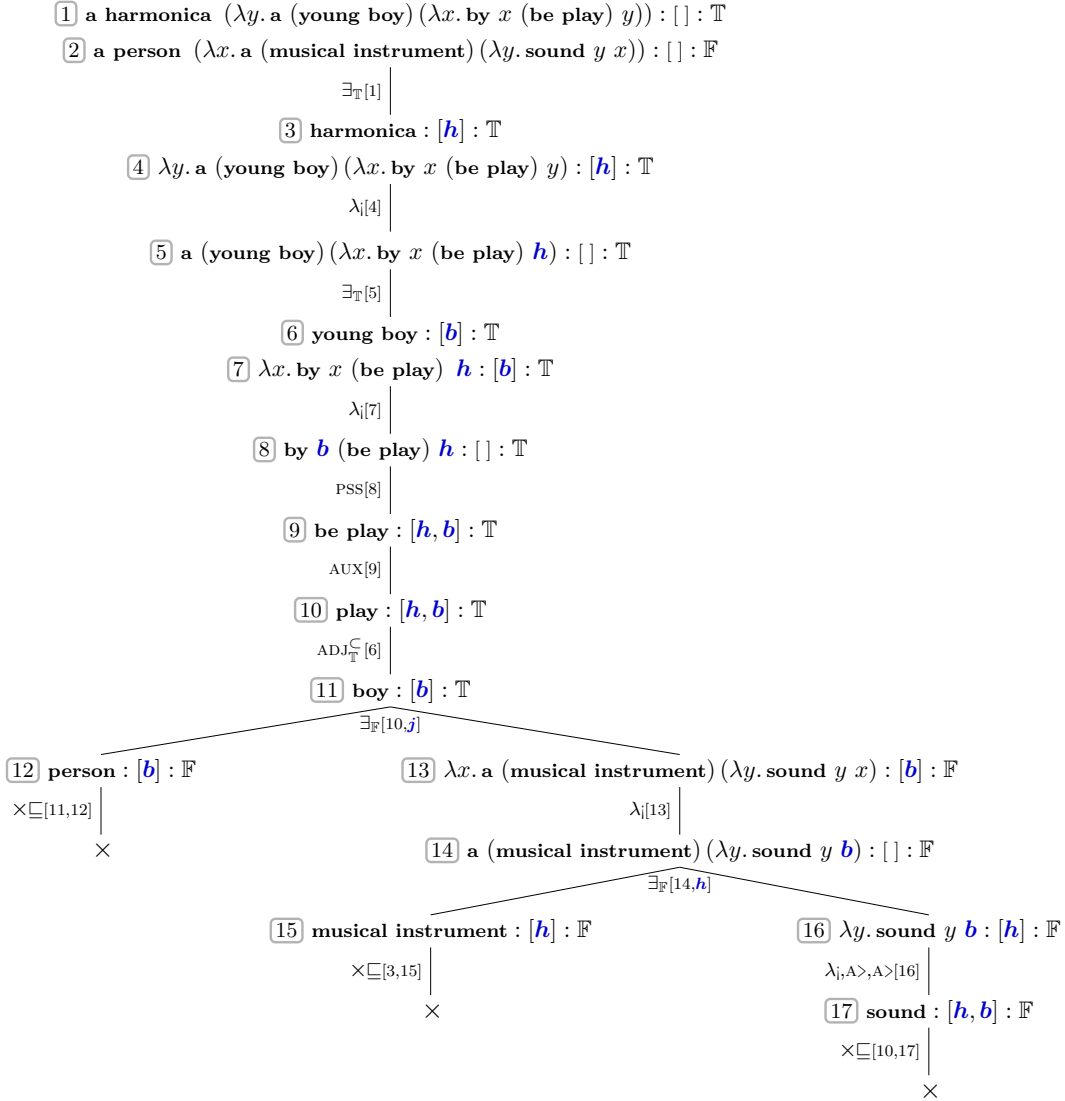 1 a harmonica (λy. a (young boy) (λx. by x (be play) y)) : [ ] : 𝕋
2 a person (λx. a (musical instrument) (λy. sound y x)) : [ ] : 𝔽
∃𝕋[1]
3 harmonica : [h] : 𝕋
4 λy. a (young boy) (λx. by x (be play) y) : [h] : 𝕋
λ¡[4]
5 a (young boy) (λx. by x (be play) h) : [ ] : 𝕋
∃𝕋[5]
6 young boy : [b] : 𝕋
7 λx. by x (be play) h : [b] : 𝕋
λ¡[7]
8 by b (be play) h : [ ] : 𝕋
PSS[8]
9 be play : [h, b] : 𝕋
AUX[9]
10 play : [h, b] : 𝕋
ADJ⊂𝕋[6]
11 boy : [b] : 𝕋
∃𝔽[10,j]
12 person : [b] : 𝔽 13 λx. a (musical instrument) (λy. sound y x) : [b] : 𝔽
×⊑[11,12] λ¡[13]
× 14 a (musical instrument) (λy. sound y b) : [ ] : 𝔽
∃𝔽[14,h]
15 musical instrument : [h] : 𝔽 16 λy. sound y b : [h] : 𝔽
×⊑[3,15] λ¡,A>,A>[16]
× 17 sound : [h, b] : 𝔽
×⊑[10,17]
×